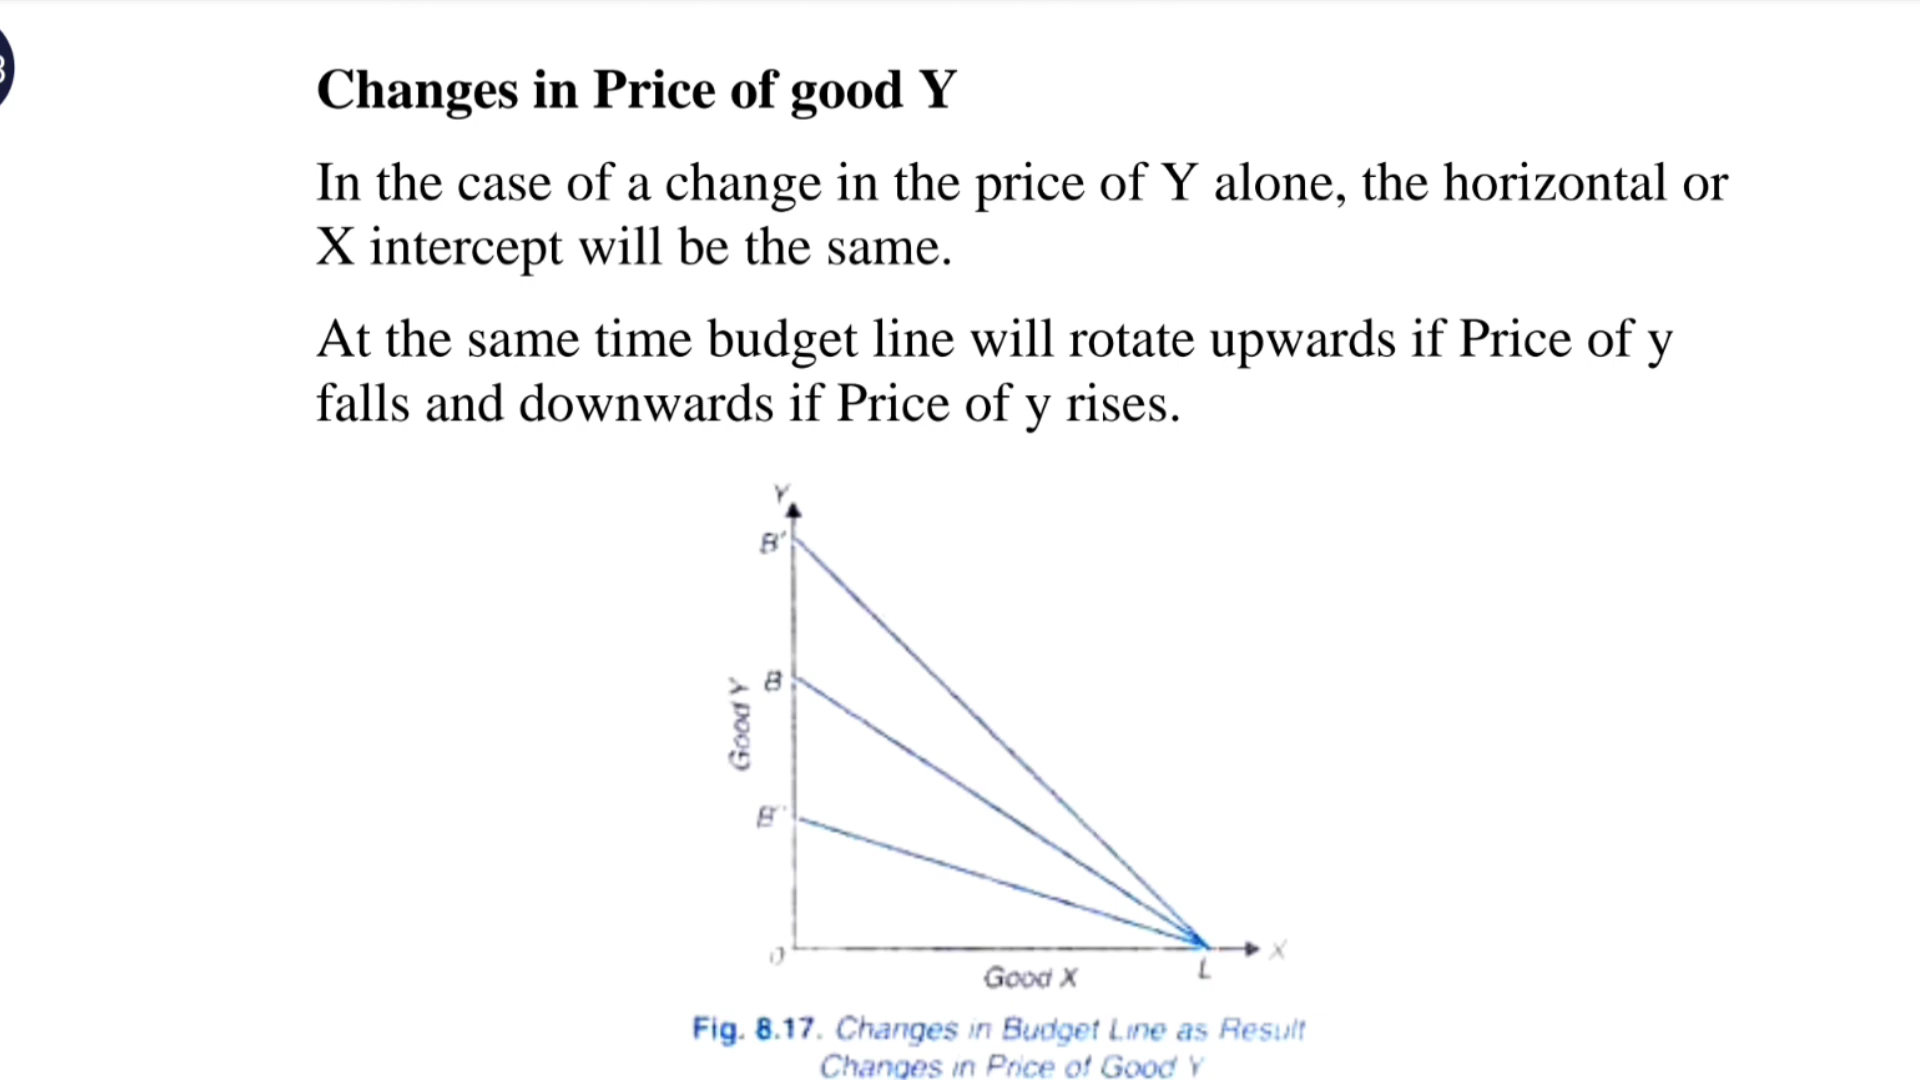 3
Changes in Price of good Y
In the case of a change in the price of Y alone, the horizontal or
X intercept will be the same.
At the same time budget line will rotate upwards if Price of y
falls and downwards if Price of y rises.
Y
B'
B
Good Y
B''
O
X
L
Good X
Fig. 8.17. Changes in Budget Line as Result
Changes in Price of Good Y